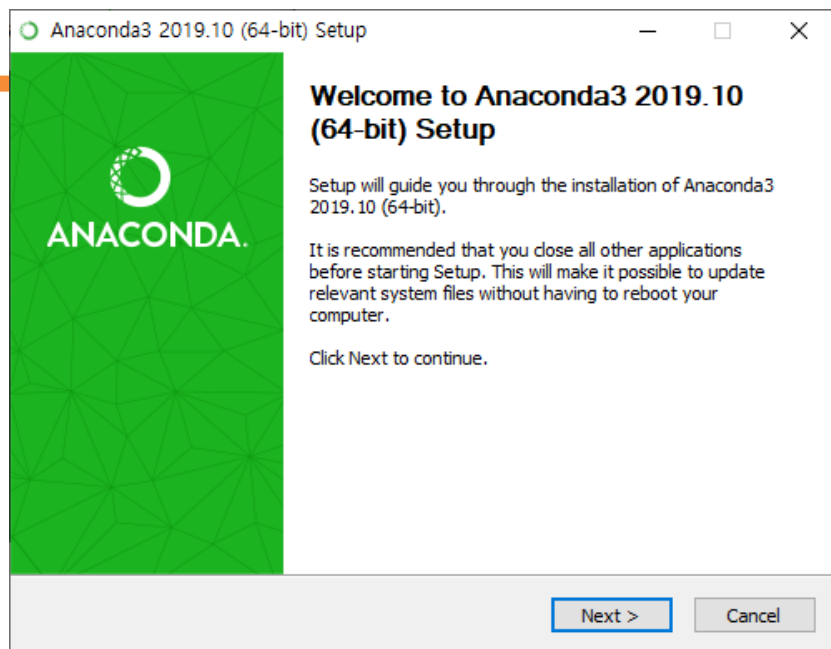 Anaconda3 2019.10 (64-bit) Setup
Welcome to Anaconda3 2019.10
(64-bit) Setup
ANACONDA.
Setup will guide you through the installation of Anaconda3
2019.10 (64-bit).
It is recommended that you close all other applications
before starting Setup. This will make it possible to update
relevant system files without having to reboot your
computer.
Click Next to continue.
Next >
Cancel